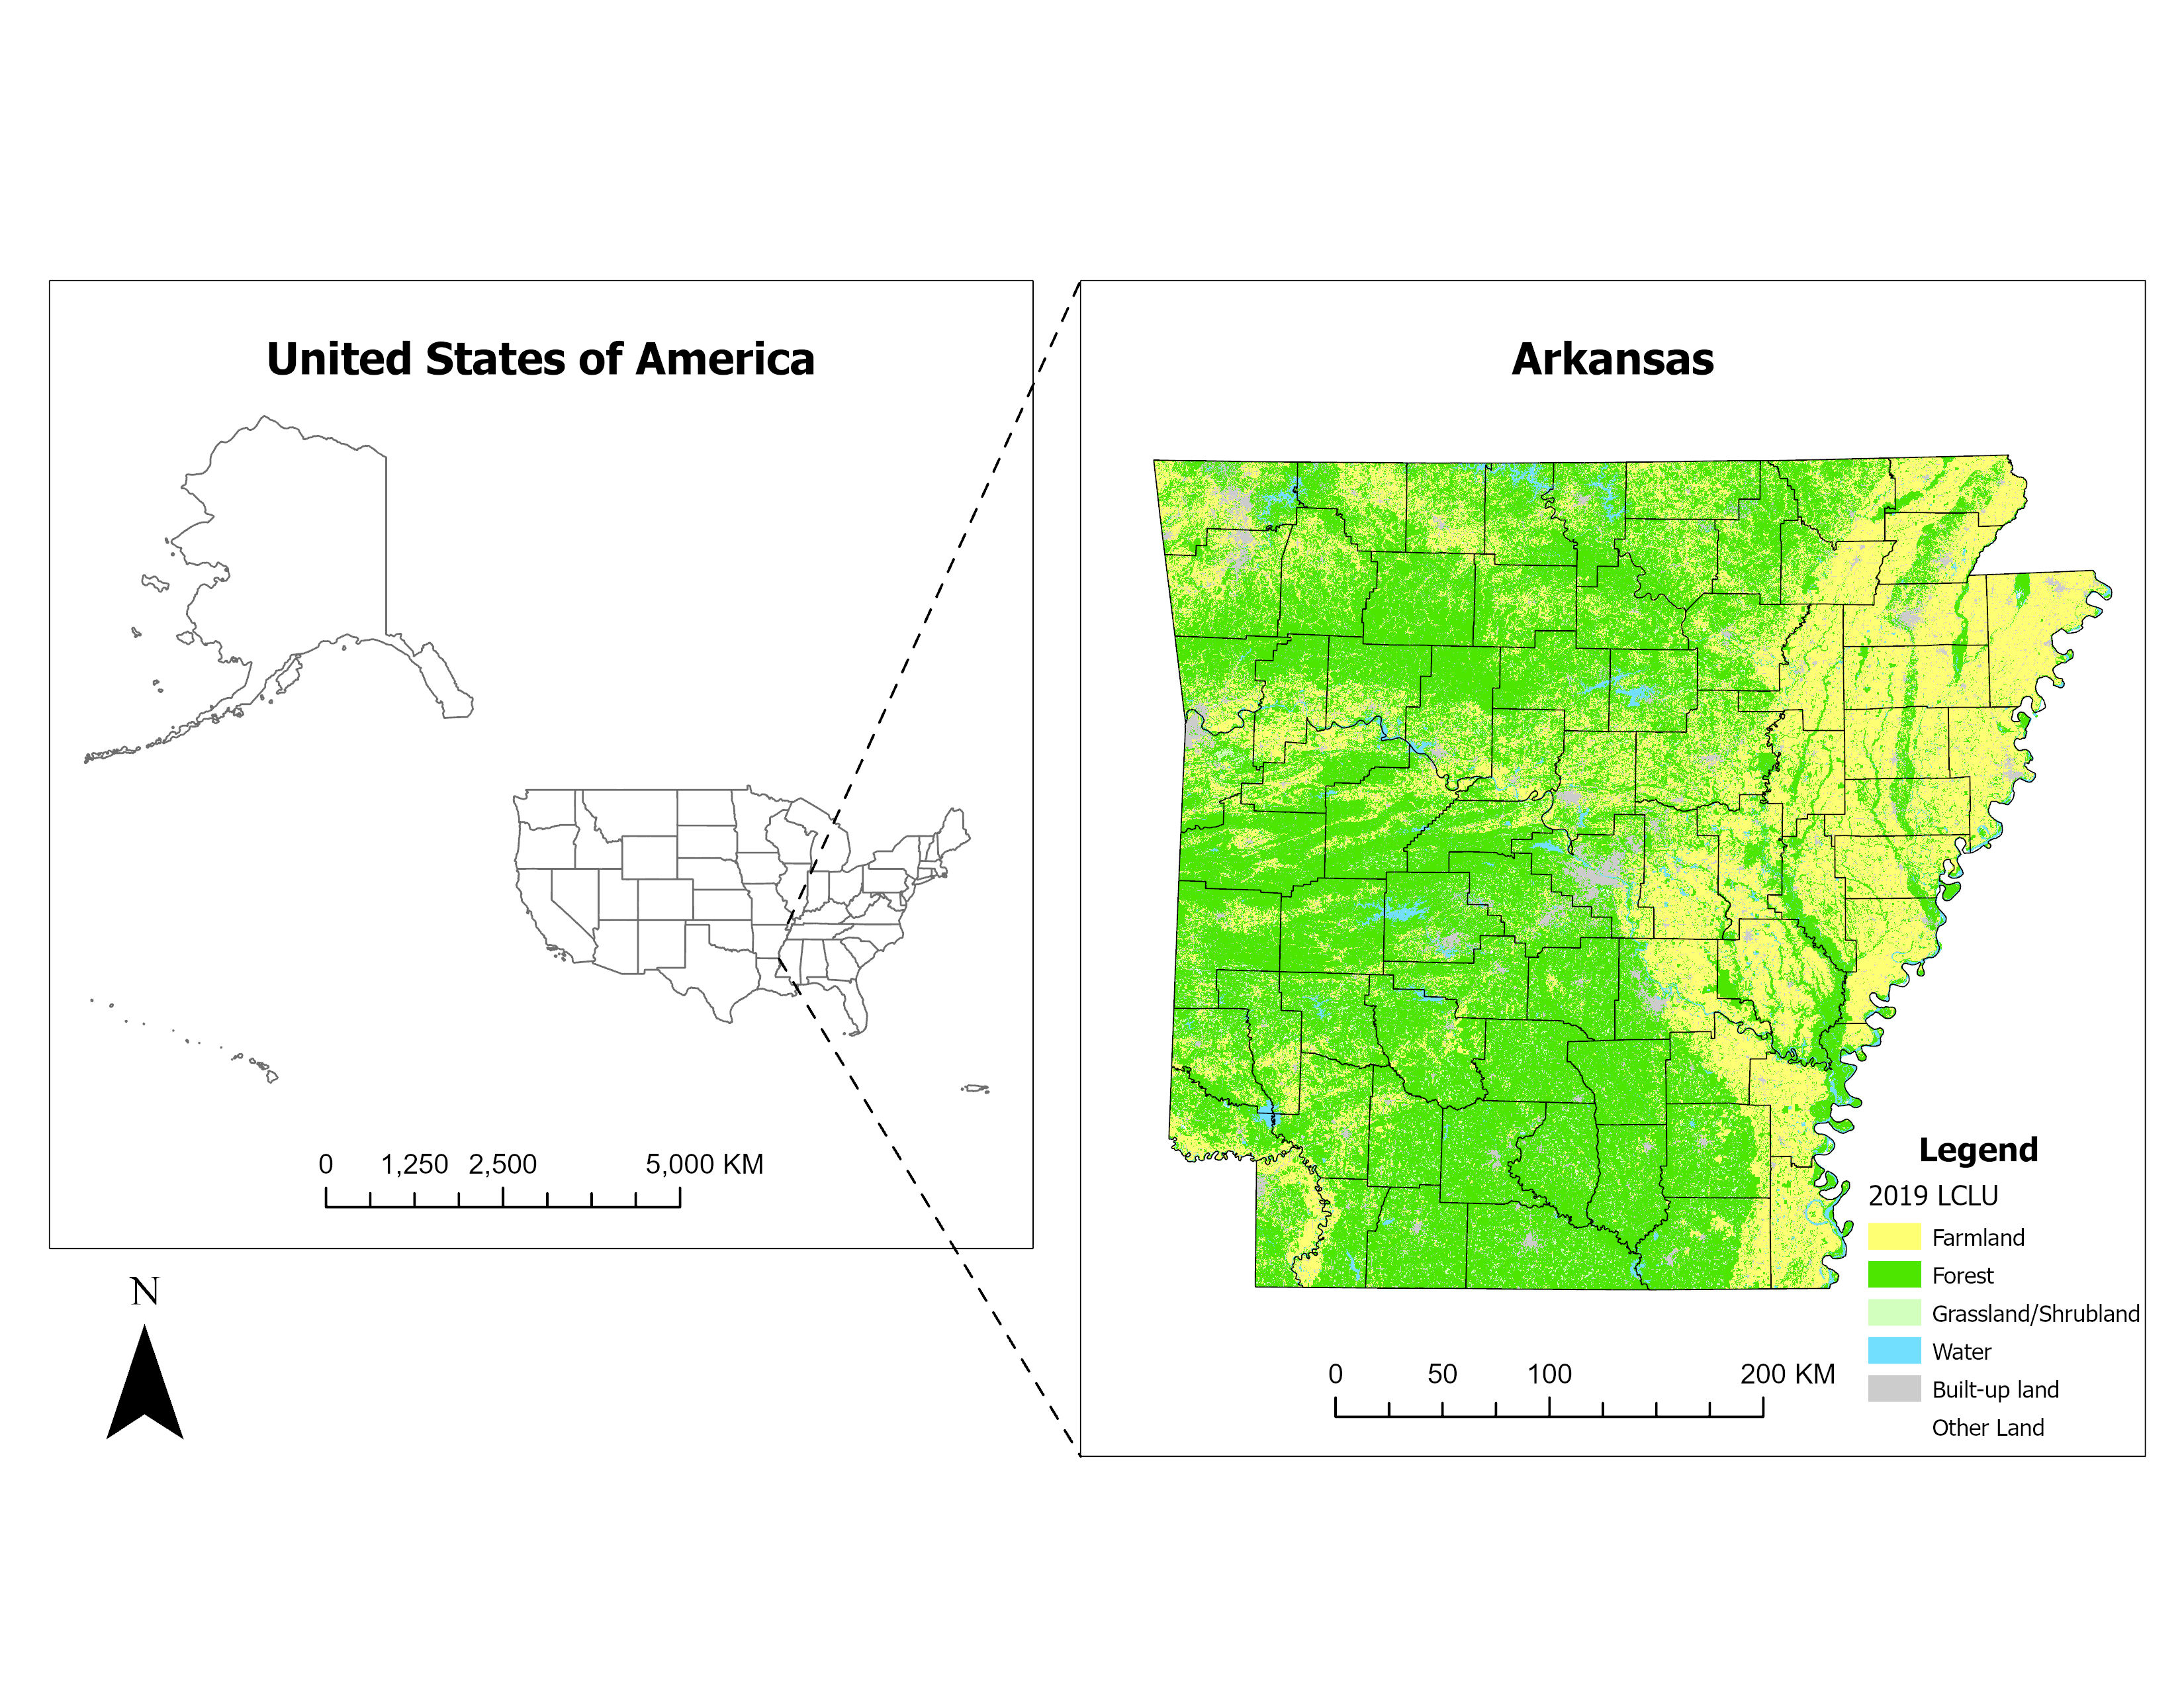 United States of America
0 1,250 2,500 5,000 KM
N
Arkansas
Legend
2019 LCLU
Farmland
Forest
Grassland/Shrubland
Water
Built-up land
Other Land
0 50 100 200 KM